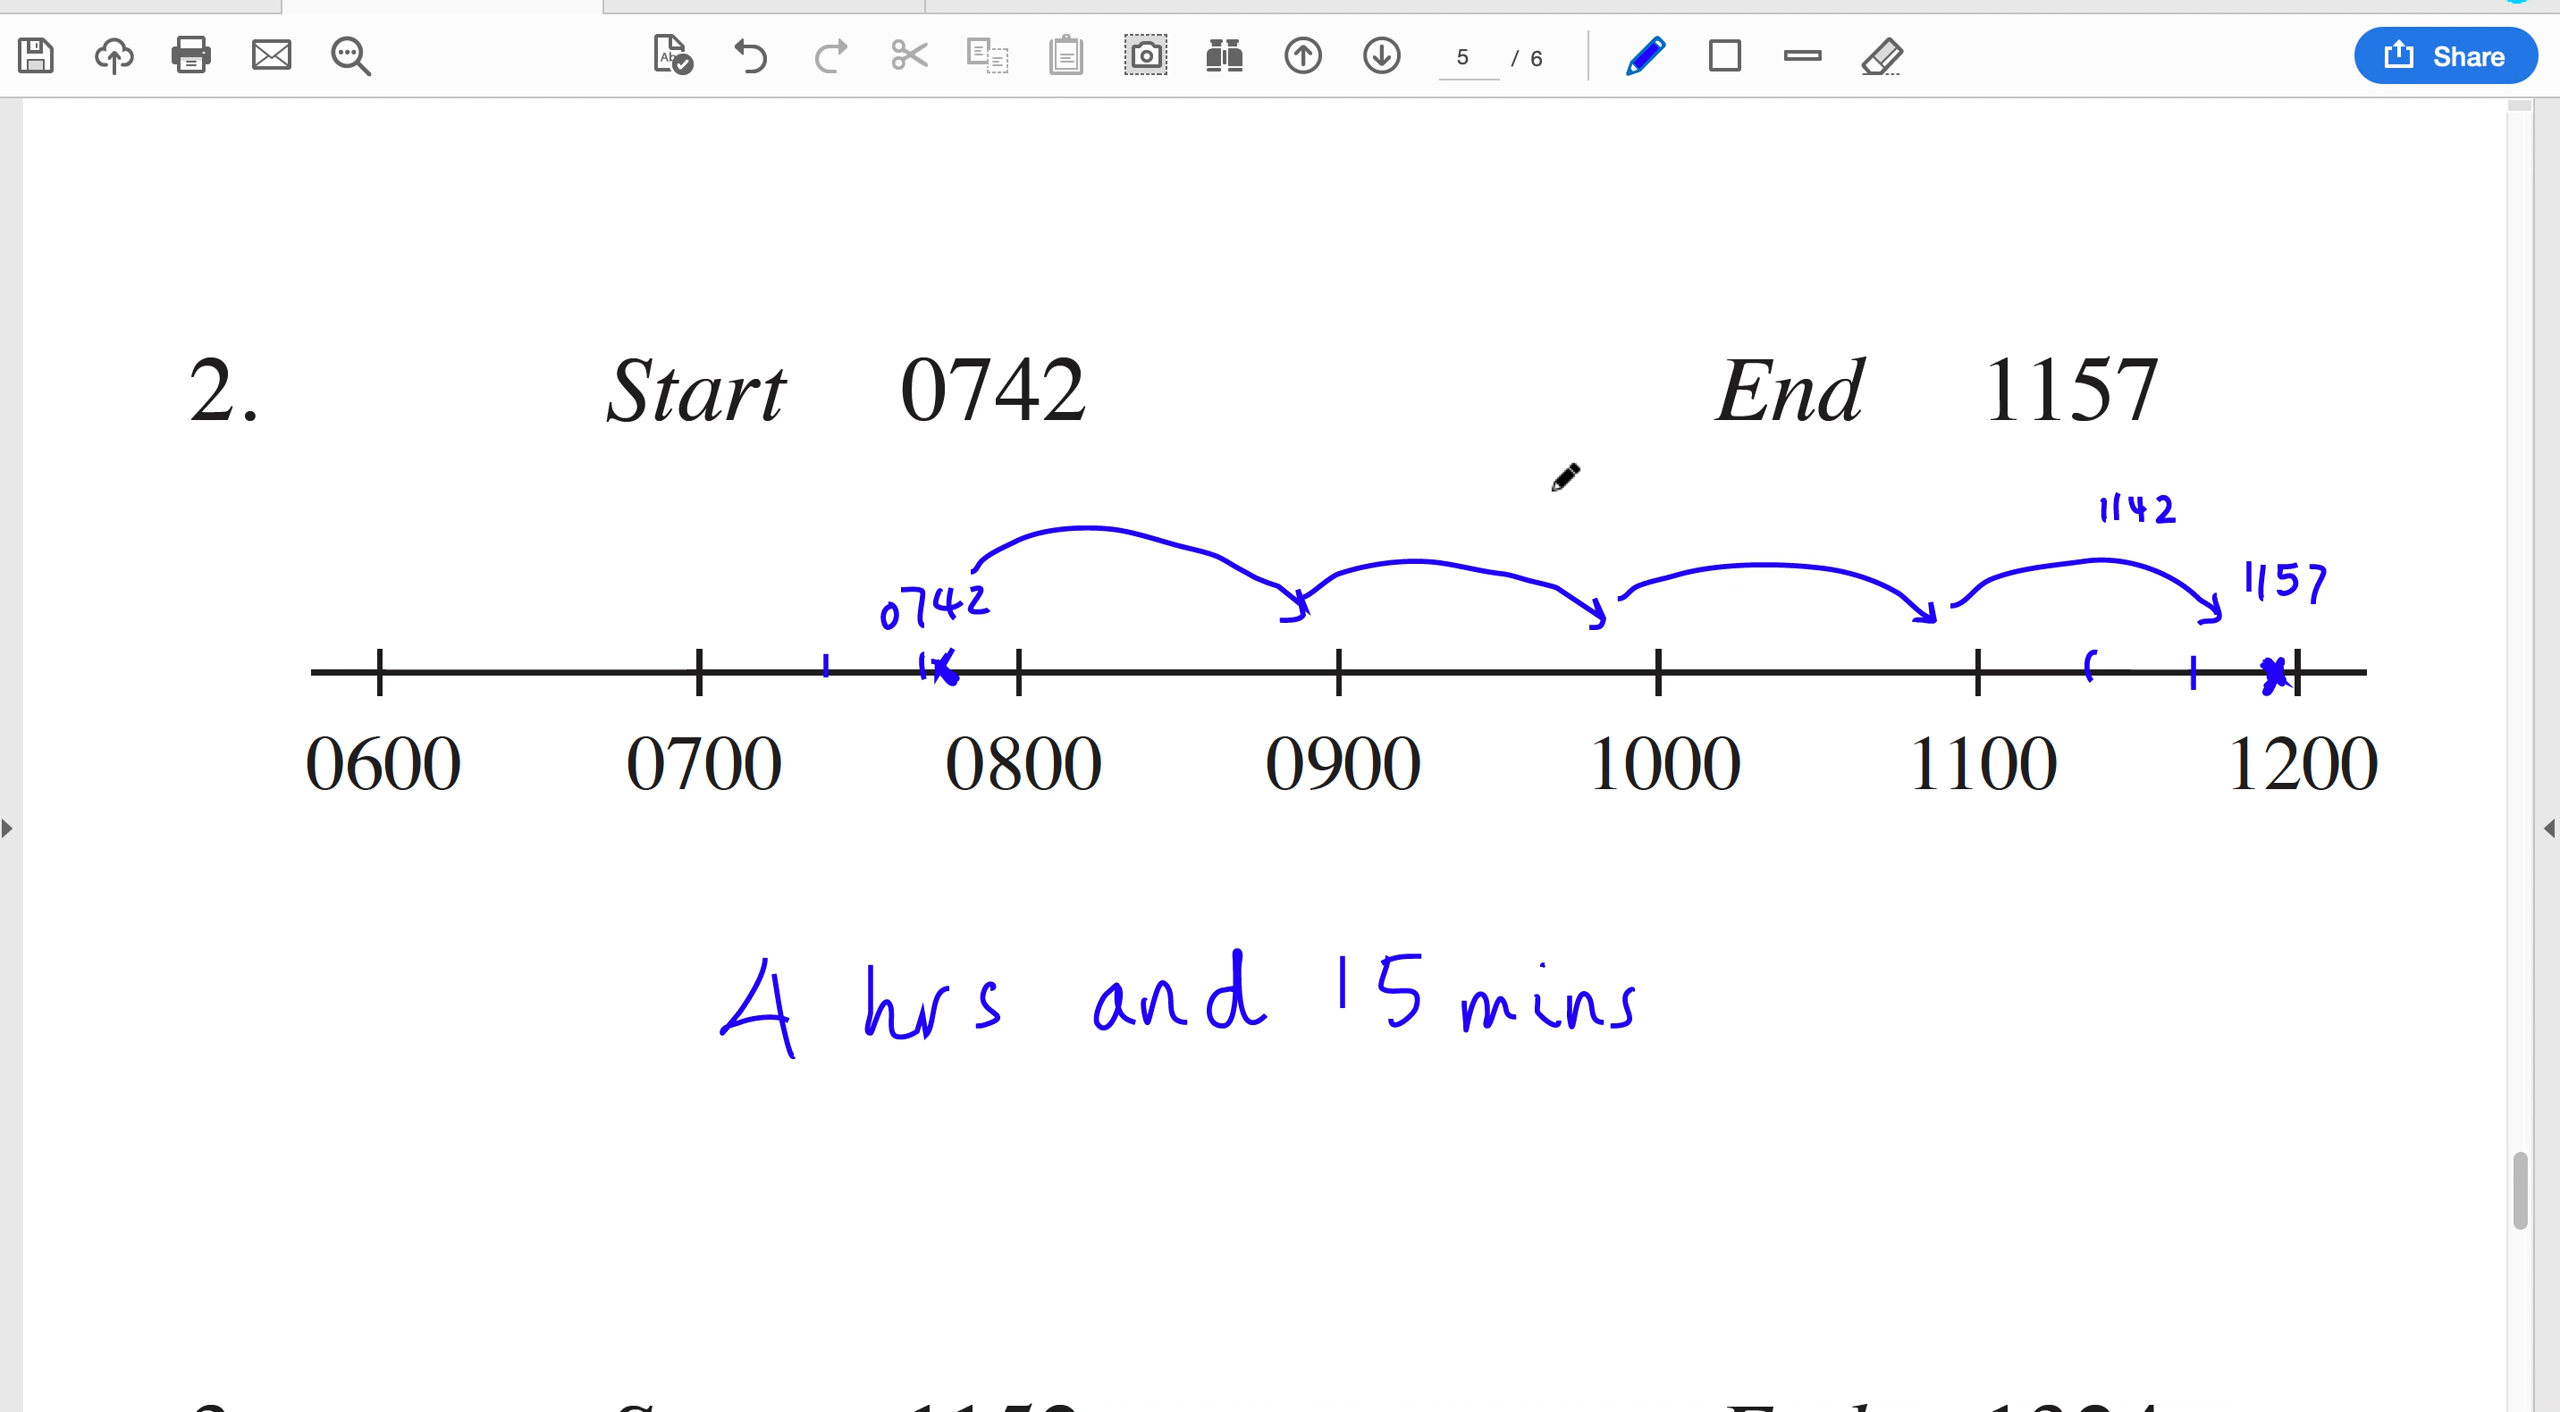 5 / 6
Share
2. Start 0742 End 1157
1142
0742 1157
0600 0700 0800 0900 1000 1100 1200
4 hrs and 15 mins